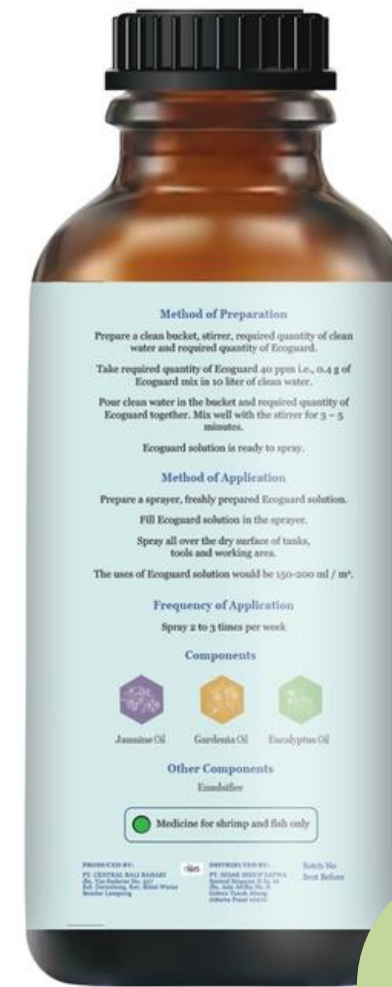 Method of Preparation
Prepare a clean bucket, stirrer, required quantity of clean
water and required quantity of Ecoguard.
Take required quantity of Ecoguard 40 ppm i.e., 0.4 g of
Ecoguard mix in 10 liter of clean water.
Pour clean water in the bucket and required quantity of
Ecoguard together. Mix well with the stirrer for 3 – 5
minutes.
Ecoguard solution is ready to spray.
Method of Application
Prepare a sprayer, freshly prepared Ecoguard solution.
Fill Ecoguard solution in the sprayer.
Spray all over the dry surface of tanks,
tools and working area.
The uses of Ecoguard solution would be 150-200 ml / m².
Frequency of Application
Spray 2 to 3 times per week
Components
Jasmine Oil
Gardenia Oil
Eucalyptus Oil
Other Components
Emulsifier
Medicine for shrimp and fish only
PRODUCED BY:
PT. CENTRAL BALI BAHARI
Bandar Lampung
DISTRIBUTED BY:
Jakarta Pusat
Batch No
Best Before